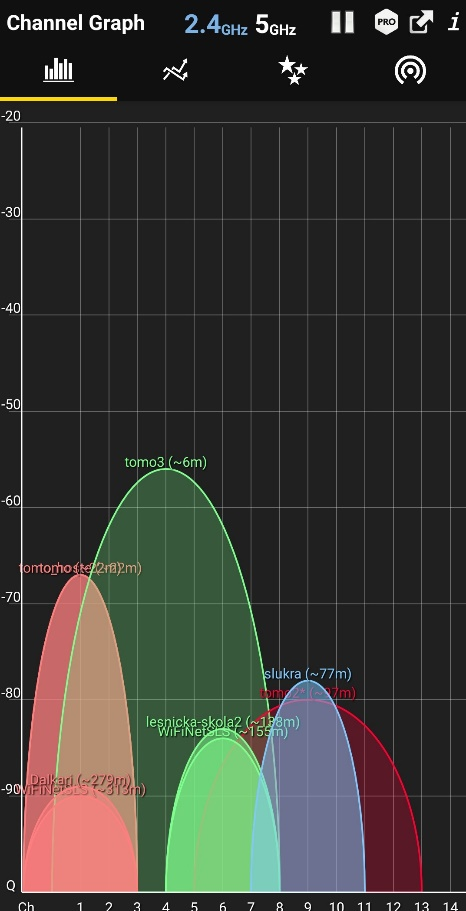 Channel Graph 2.4GHz 5GHz PRO i
-20
-30
-40
-50
tomo3 (~6m)
-60
-70
slukra (~77m)
-80
lesnicka-skola2
WiFiNetSLS (~155m)
Dalkari (~279m)
-90
WiFiNetSLS (~313m)
Q
Ch 1 2 3 4 5 6 7 8 9 10 11 12 13 14